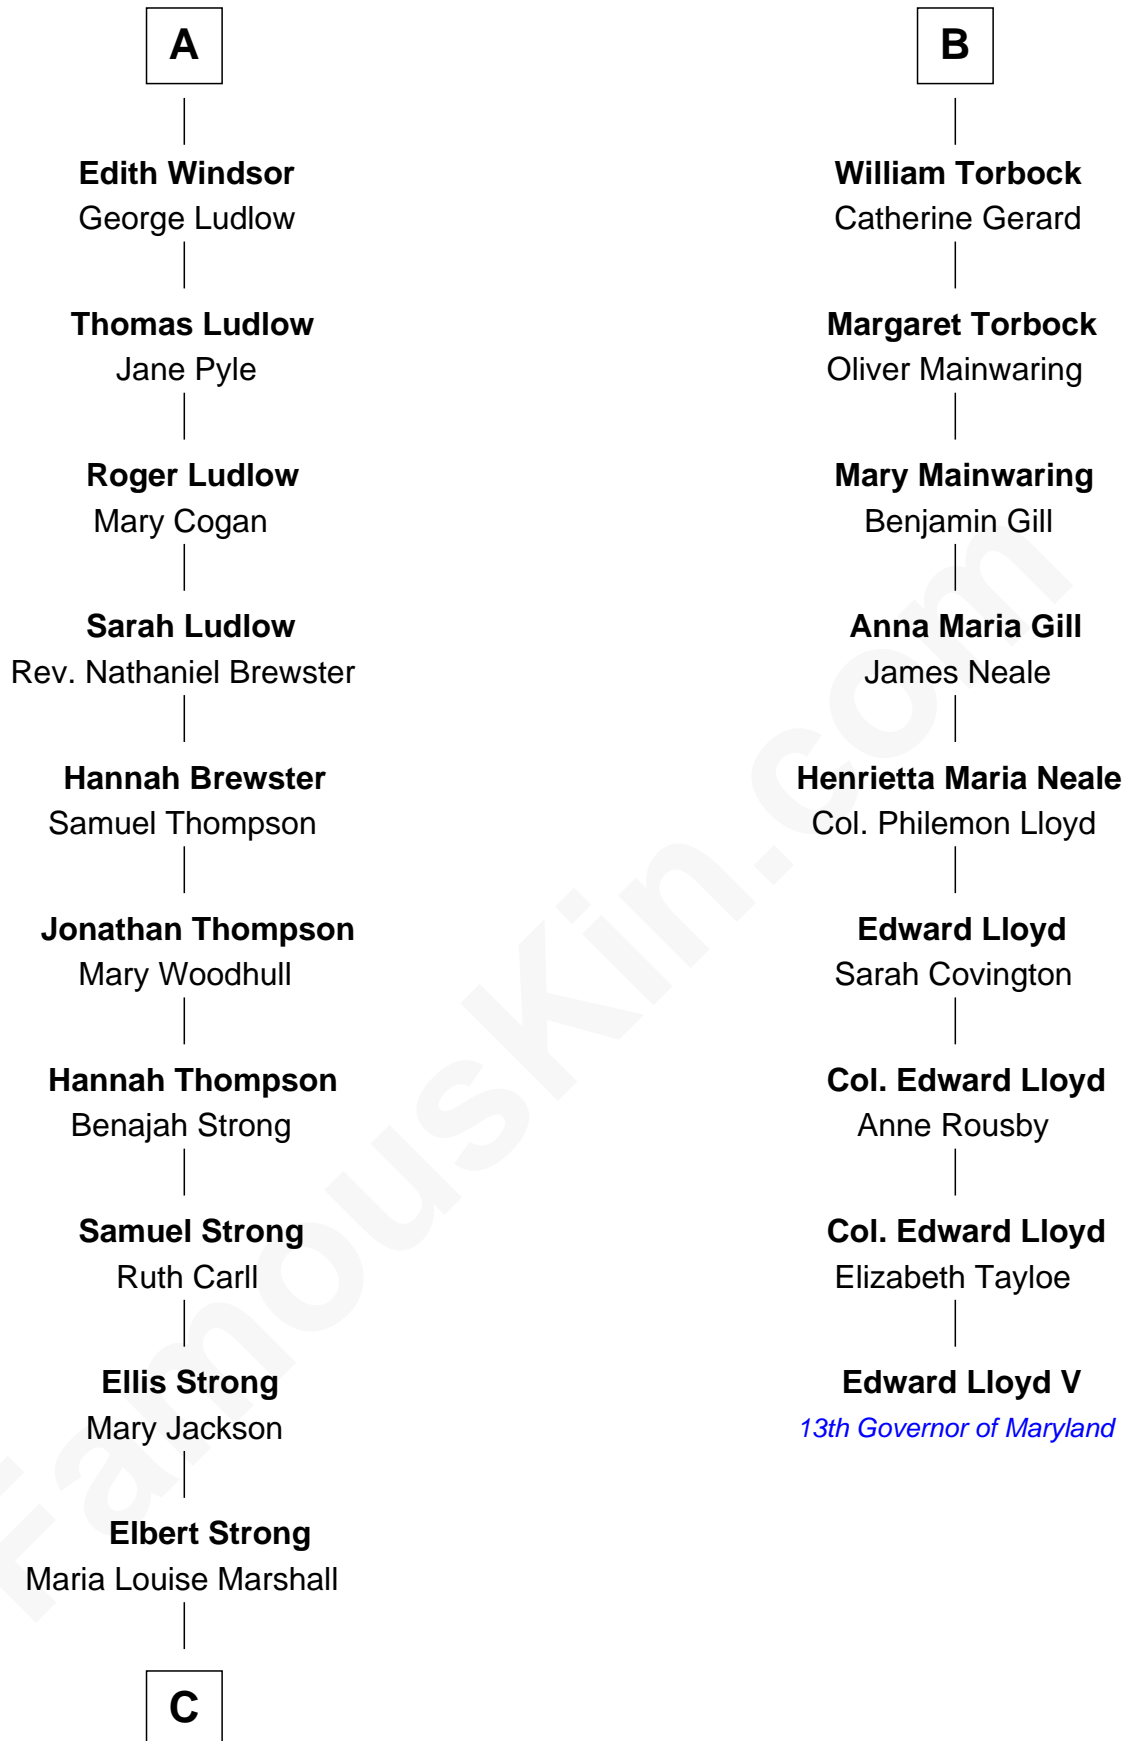 A
Edith Windsor
George Ludlow
Thomas Ludlow
Jane Pyle
Roger Ludlow
Mary Cogan
Sarah Ludlow
Rev. Nathaniel Brewster
Hannah Brewster
Samuel Thompson
Jonathan Thompson
Mary Woodhull
Hannah Thompson
Benajah Strong
Samuel Strong
Ruth Carll
Ellis Strong
Mary Jackson
Elbert Strong
Maria Louise Marshall
C
B
William Torbock
Catherine Gerard
Margaret Torbock
Oliver Mainwaring
Mary Mainwaring
Benjamin Gill
Anna Maria Gill
James Neale
Henrietta Maria Neale
Col. Philemon Lloyd
Edward Lloyd
Sarah Covington
Col. Edward Lloyd
Anne Rousby
Col. Edward Lloyd
Elizabeth Tayloe
Edward Lloyd V
13th Governor of Maryland
FamousKin.com